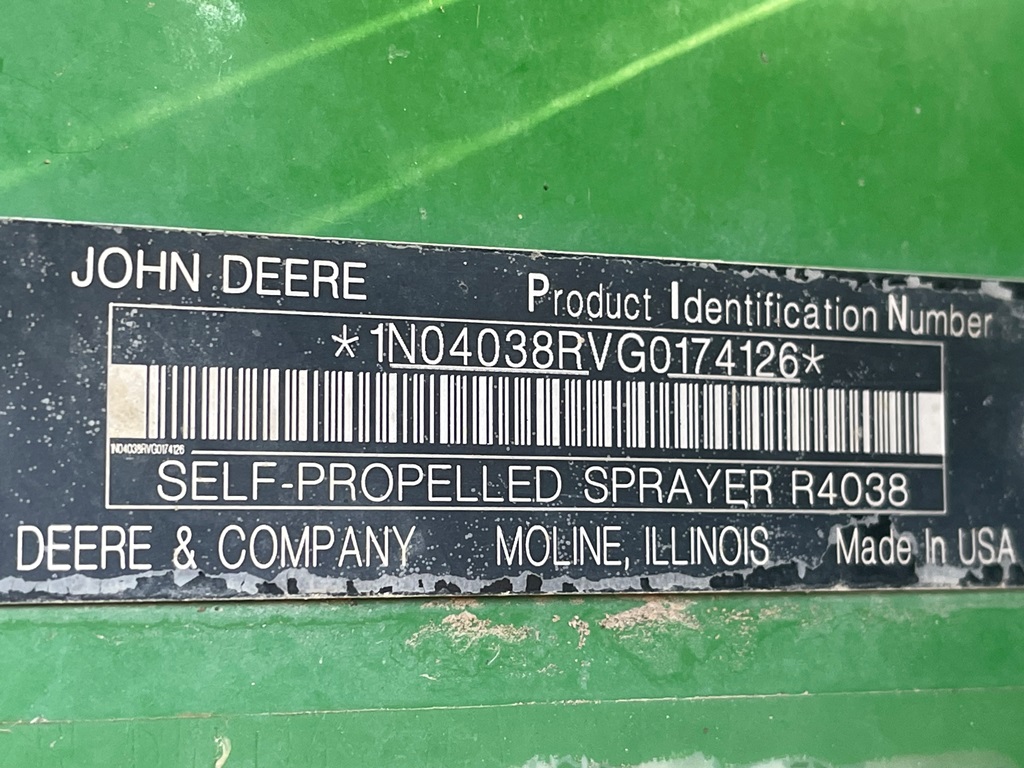 JOHN DEERE
Product Identification Number
*1N04038RVG0174126*
1N04038RVG0174126
SELF-PROPELLED SPRAYER R4038
DEERE & COMPANY MOLINE, ILLINOIS Made In USA